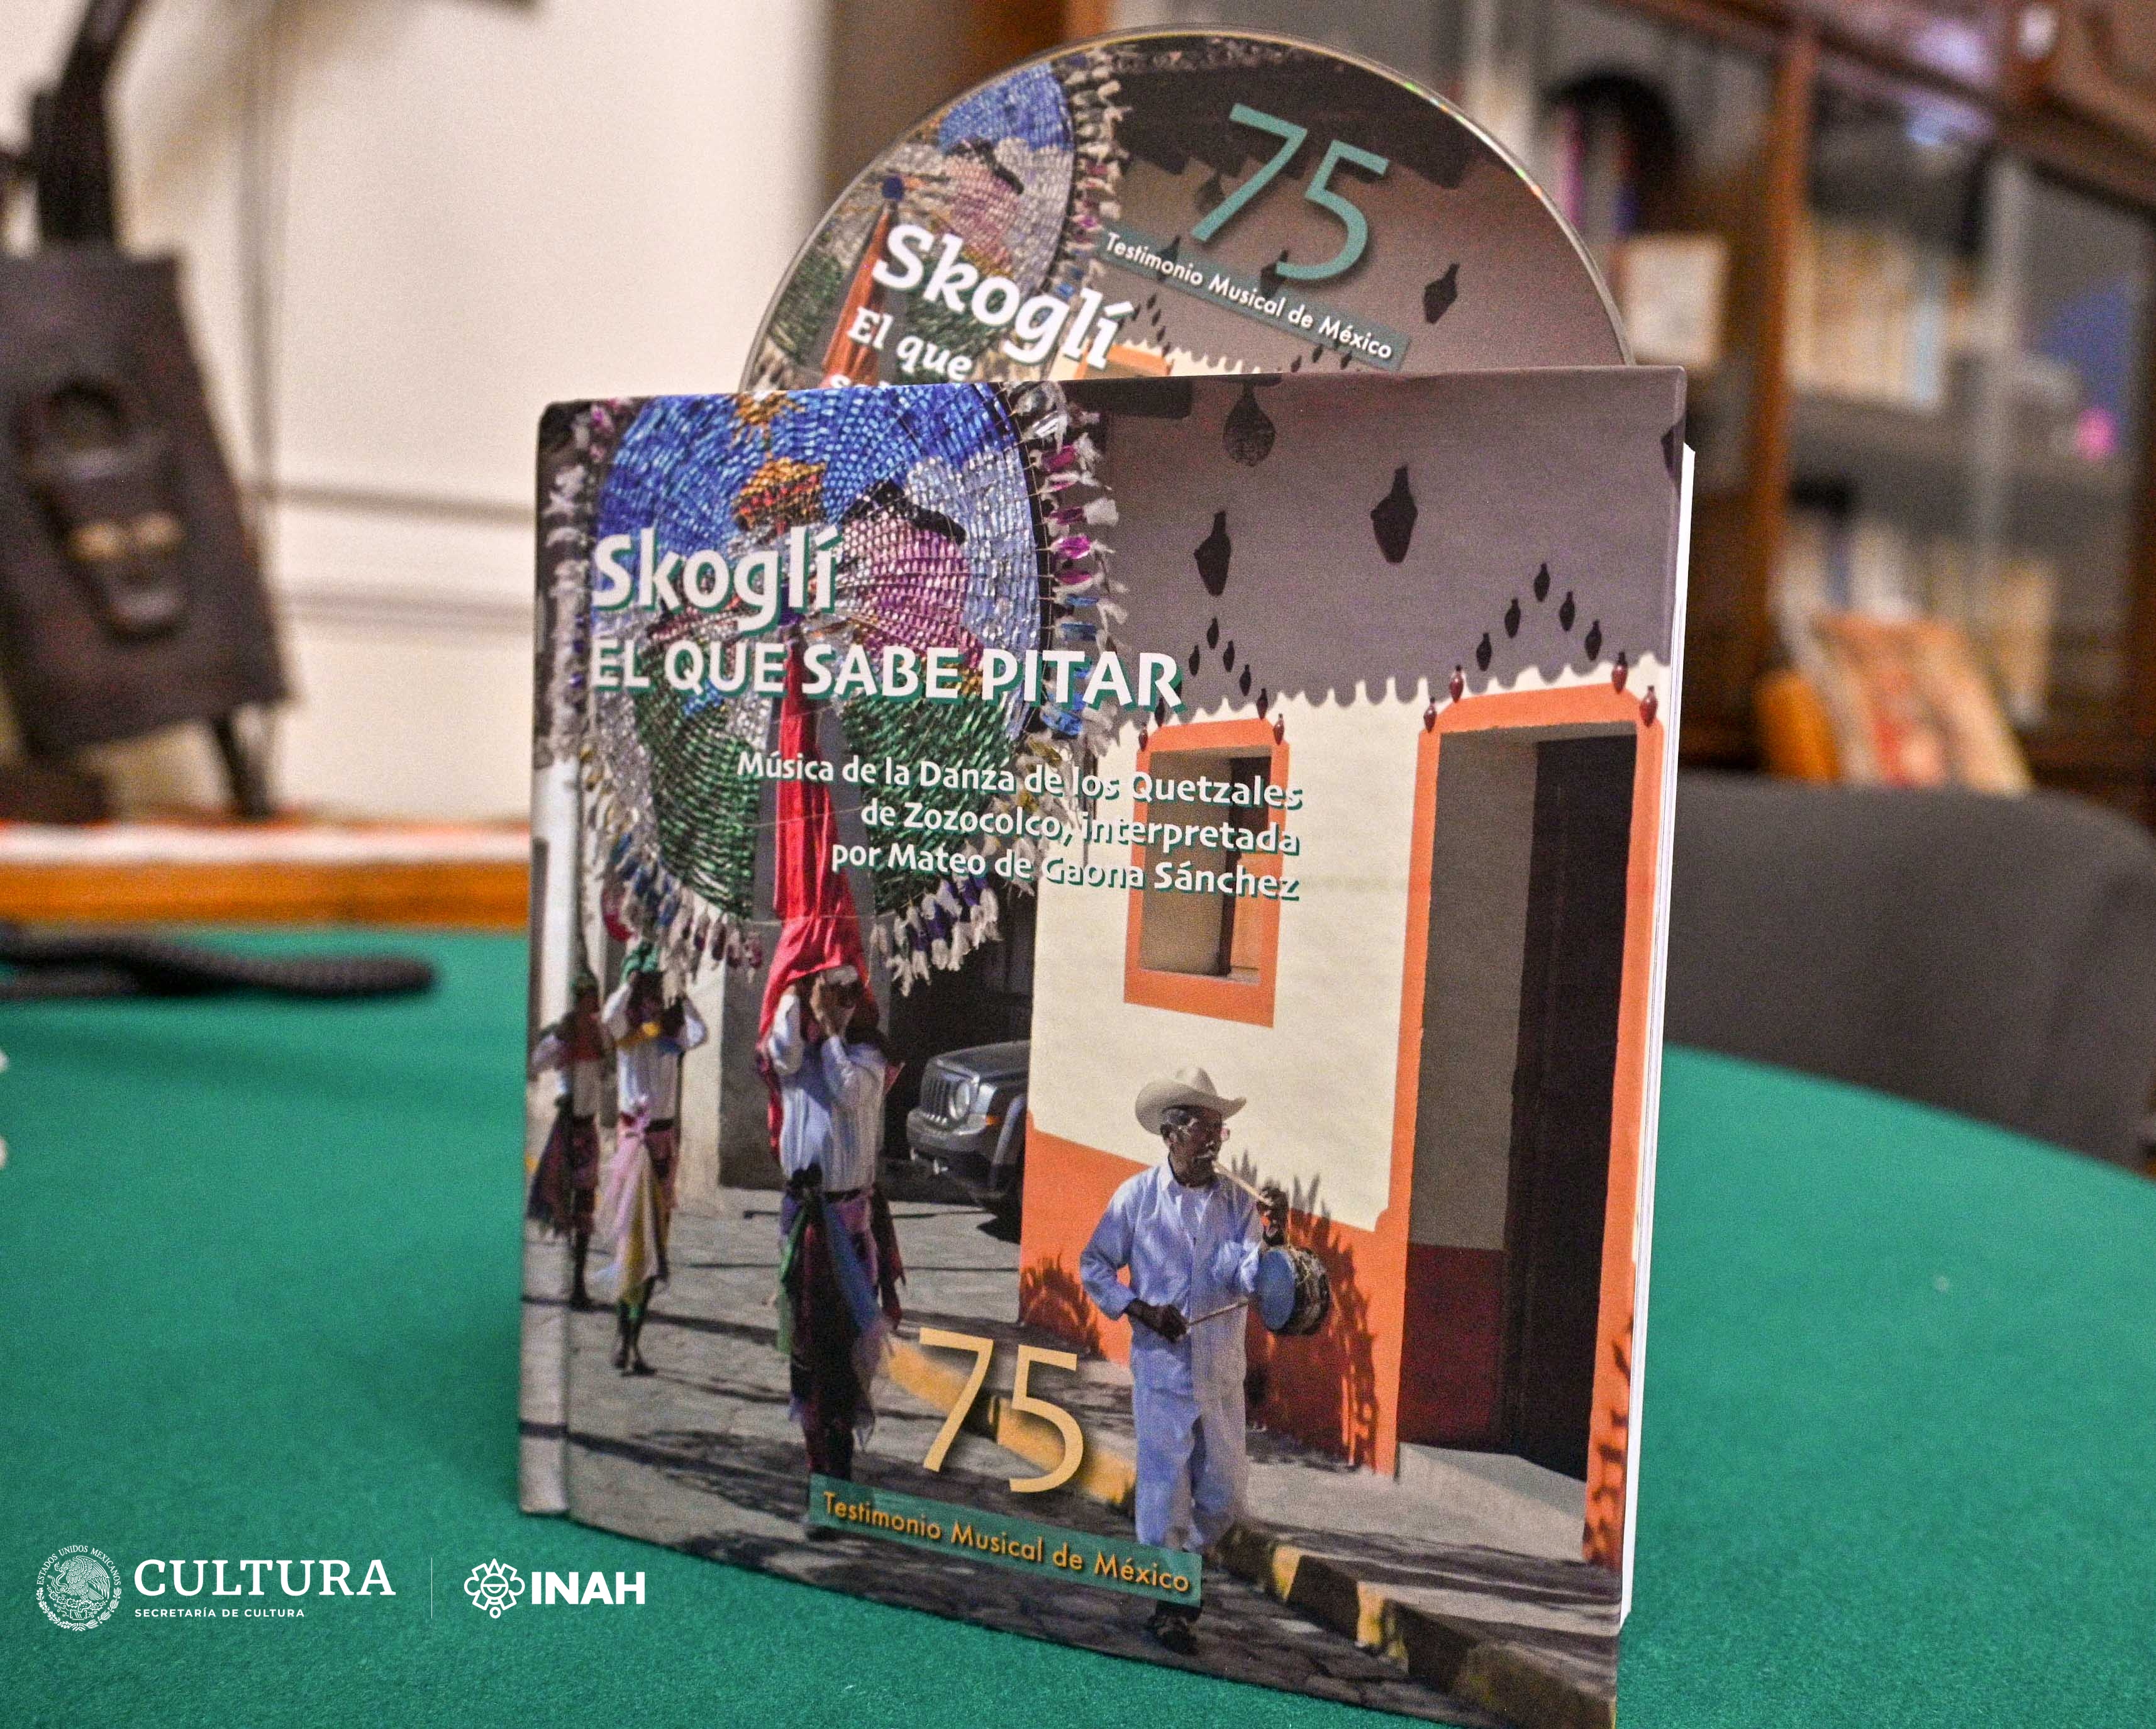 75
Testimonio Musical de México
Skoglí
El que
Skoglí
EL QUE SABE PITAR
Música de la Danza de los Quetzales
de Zozocolco, interpretada
por Mateo de Gaona Sánchez
75
Testimonio Musical de México
ESTADOS UNIDOS MEXICANOS
CULTURA
SECRETARÍA DE CULTURA
INAH